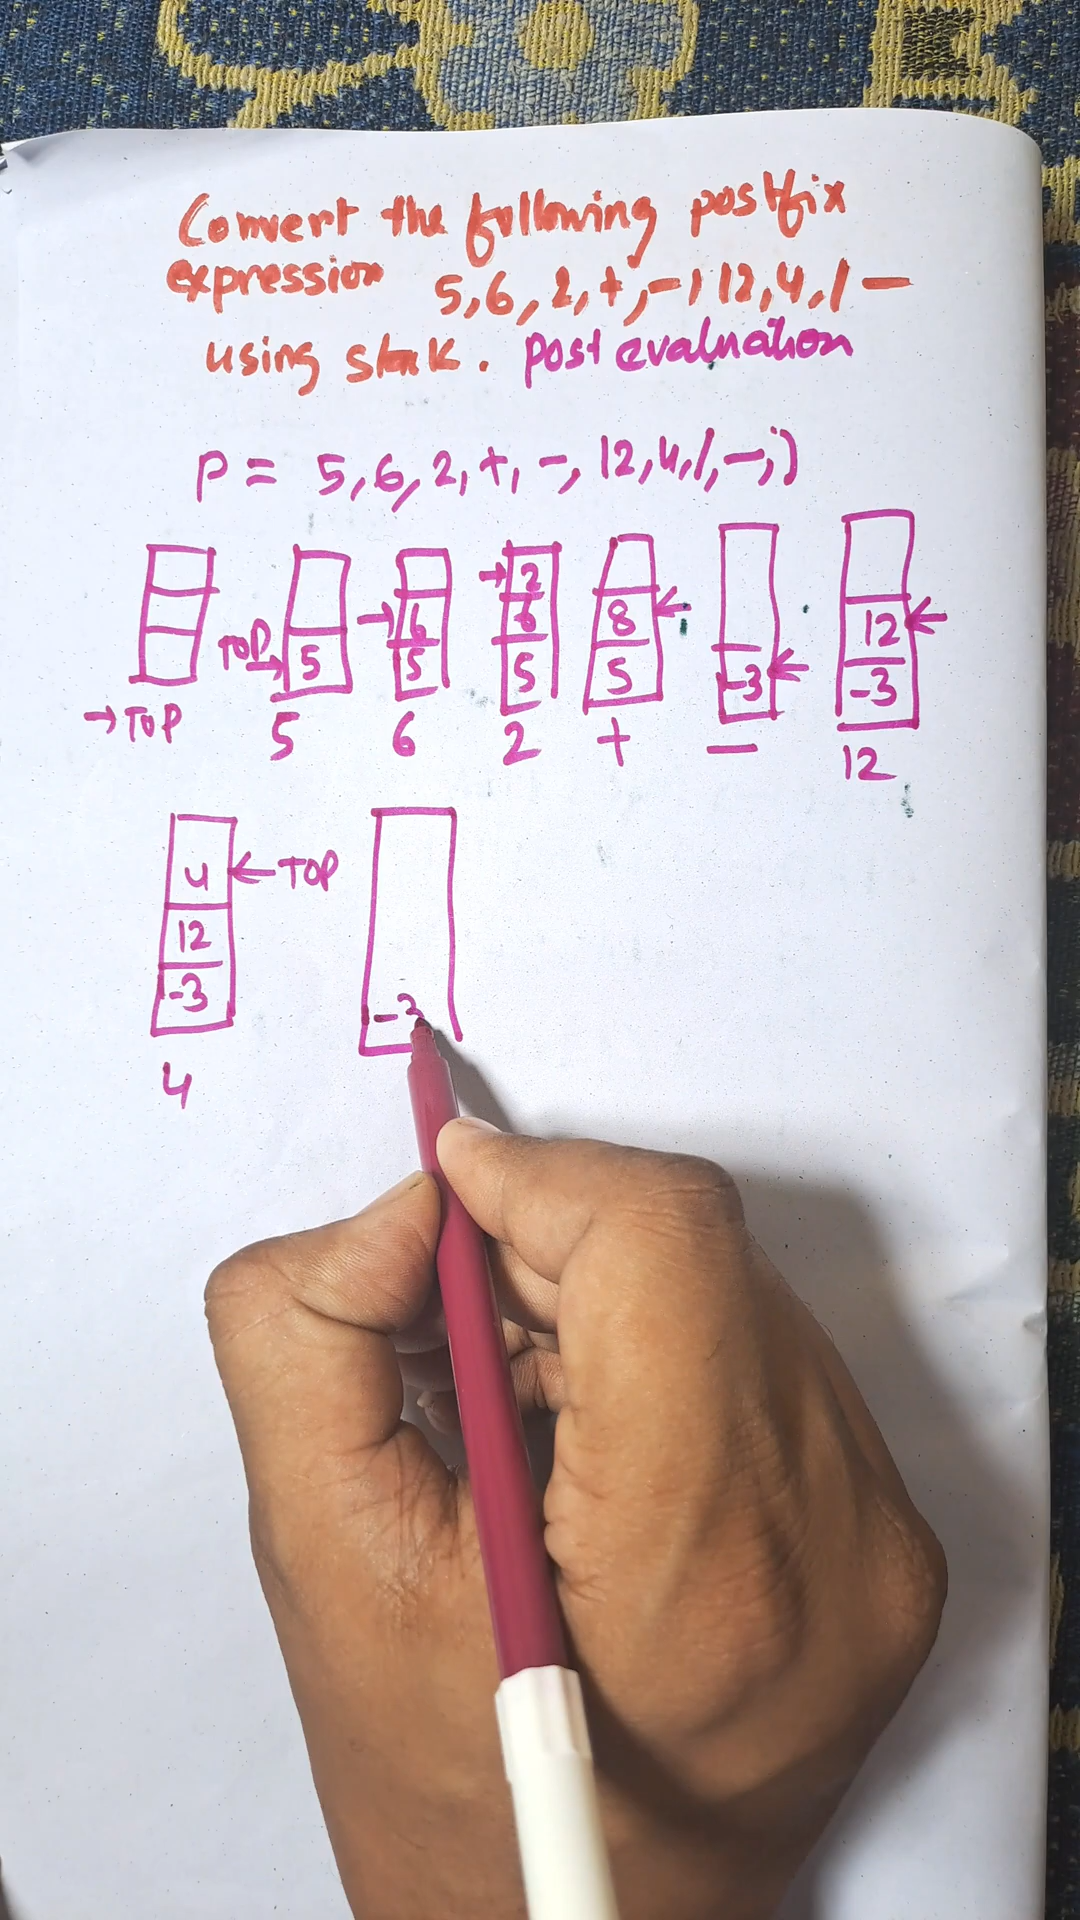 Convert the following postfix
expression 5,6,2,+,-,12,4,/ -
using stack. post evaluation
P = 5,6,2,+,-,12,4,/,-,)
→TOP
TOP→ 5
5
→ 6
5
6
→ 2
6
5
2
8 ←
5
+
-3 ←
-
12 ←
-3
12
4 ← TOP
12
-3
4
-3